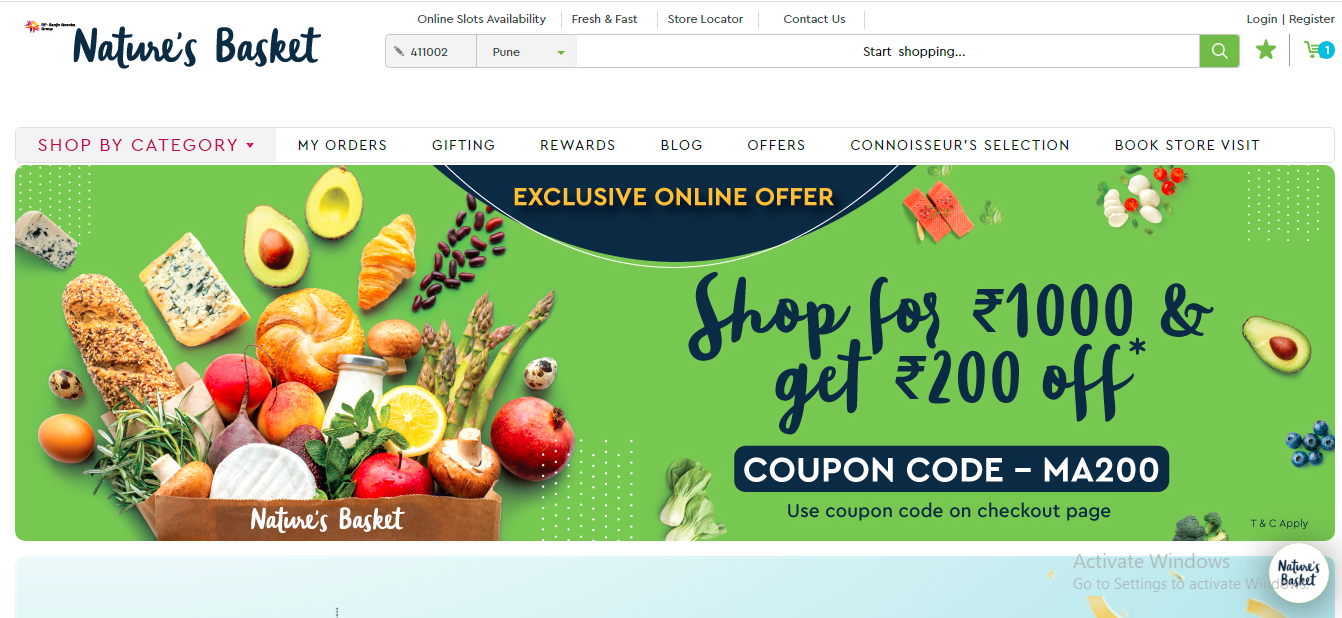 Online Slots Availability
Fresh & Fast
Store Locator
Contact Us
Login | Register
RP- Sanjiv Goenka
Group
Nature's Basket
411002
Pune
Start shopping...
1
SHOP BY CATEGORY
MY ORDERS
GIFTING
REWARDS
BLOG
OFFERS
CONNOISSEUR'S SELECTION
BOOK STORE VISIT
EXCLUSIVE ONLINE OFFER
Shop for ₹1000 &
get ₹200 off*
COUPON CODE – MA200
Use coupon code on checkout page
T & C Apply
Nature's Basket
Activate Windows
Go to Settings to activate Windows.
Nature's
Basket